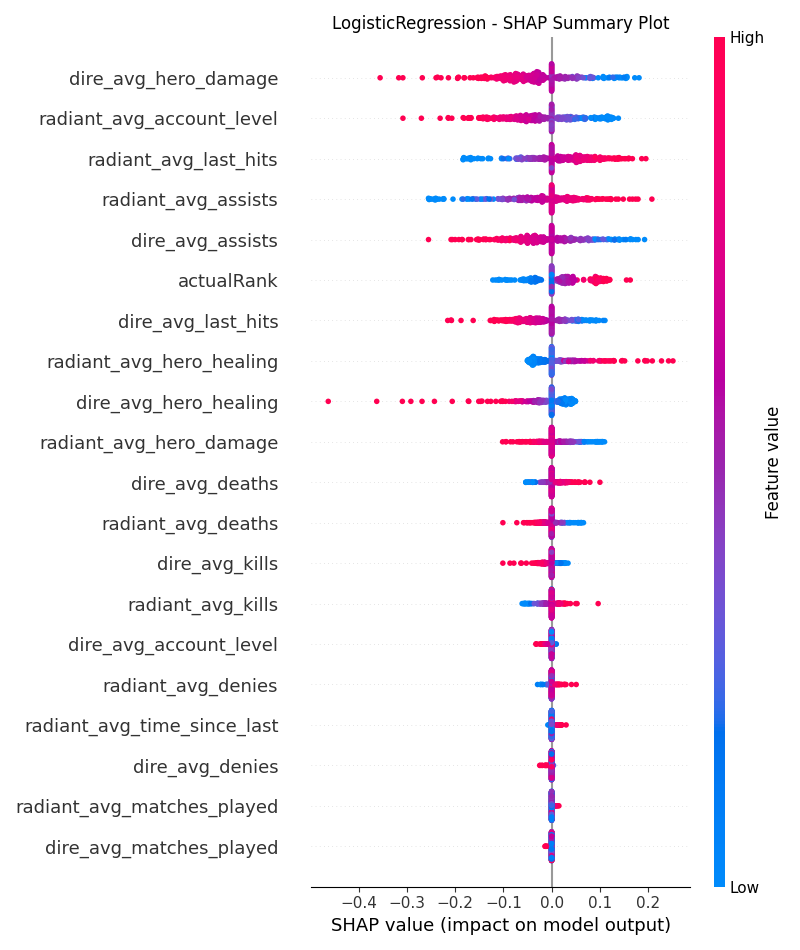 LogisticRegression - SHAP Summary Plot
High
dire_avg_hero_damage
radiant_avg_account_level
radiant_avg_last_hits
radiant_avg_assists
dire_avg_assists
actualRank
dire_avg_last_hits
radiant_avg_hero_healing
dire_avg_hero_healing
radiant_avg_hero_damage
dire_avg_deaths
radiant_avg_deaths
dire_avg_kills
radiant_avg_kills
dire_avg_account_level
radiant_avg_denies
radiant_avg_time_since_last
dire_avg_denies
radiant_avg_matches_played
dire_avg_matches_played
Feature value
Low
−0.4 −0.3 −0.2 −0.1 0.0 0.1 0.2
SHAP value (impact on model output)